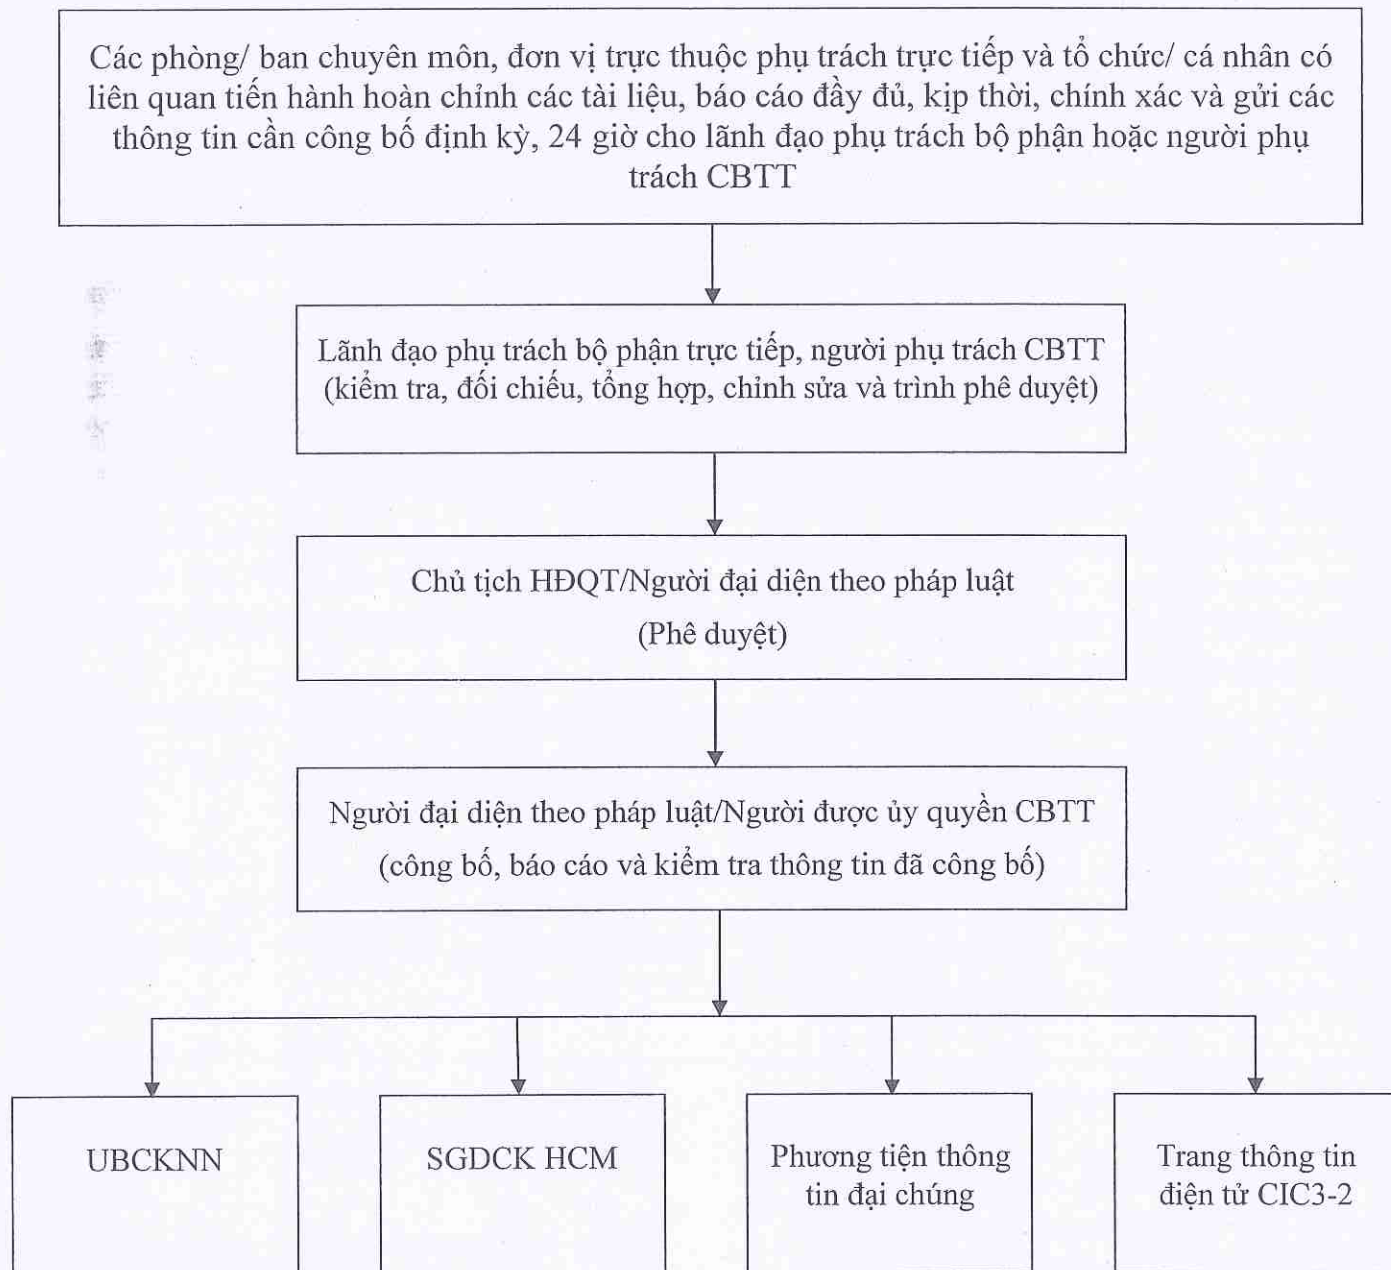 Các phòng/ ban chuyên môn, đơn vị trực thuộc phụ trách trực tiếp và tổ chức/ cá nhân có
liên quan tiến hành hoàn chỉnh các tài liệu, báo cáo đầy đủ, kịp thời, chính xác và gửi các
thông tin cần công bố định kỳ, 24 giờ cho lãnh đạo phụ trách bộ phận hoặc người phụ
trách CBTT
Lãnh đạo phụ trách bộ phận trực tiếp, người phụ trách CBTT
(kiểm tra, đối chiếu, tổng hợp, chỉnh sửa và trình phê duyệt)
Chủ tịch HĐQT/Người đại diện theo pháp luật
(Phê duyệt)
Người đại diện theo pháp luật/Người được ủy quyền CBTT
(công bố, báo cáo và kiểm tra thông tin đã công bố)
UBCKNN
SGDCK HCM
Phương tiện thông
tin đại chúng
Trang thông tin
điện tử CIC3-2